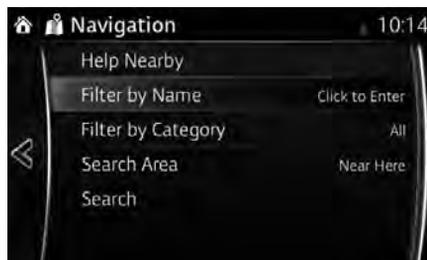 Navigation 10:14
Help Nearby
Filter by Name Click to Enter
Filter by Category All
Search Area Near Here
Search